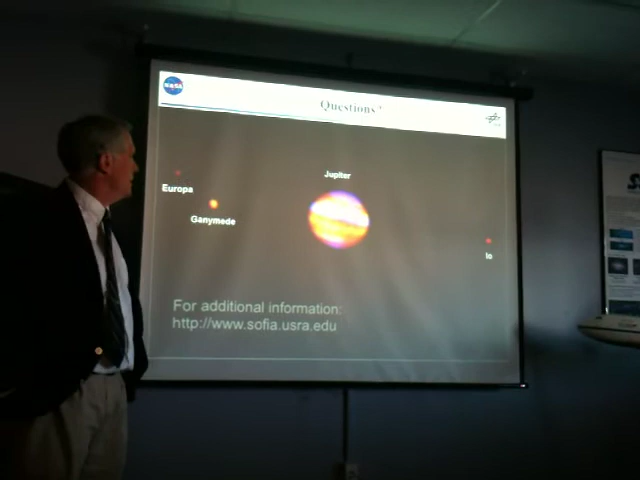 NASA
Questions?
Jupiter
Europa
Ganymede
Io
For additional information:
http://www.sofia.usra.edu